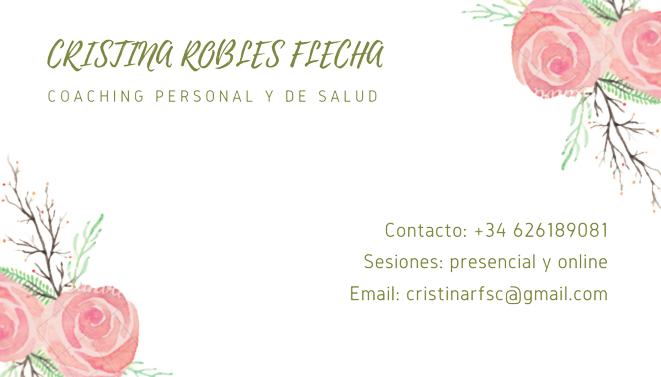 CRISTINA ROBLES FLECHA
COACHING PERSONAL Y DE SALUD
Contacto: +34 626189081
Sesiones: presencial y online
Email: cristinarfsc@gmail.com